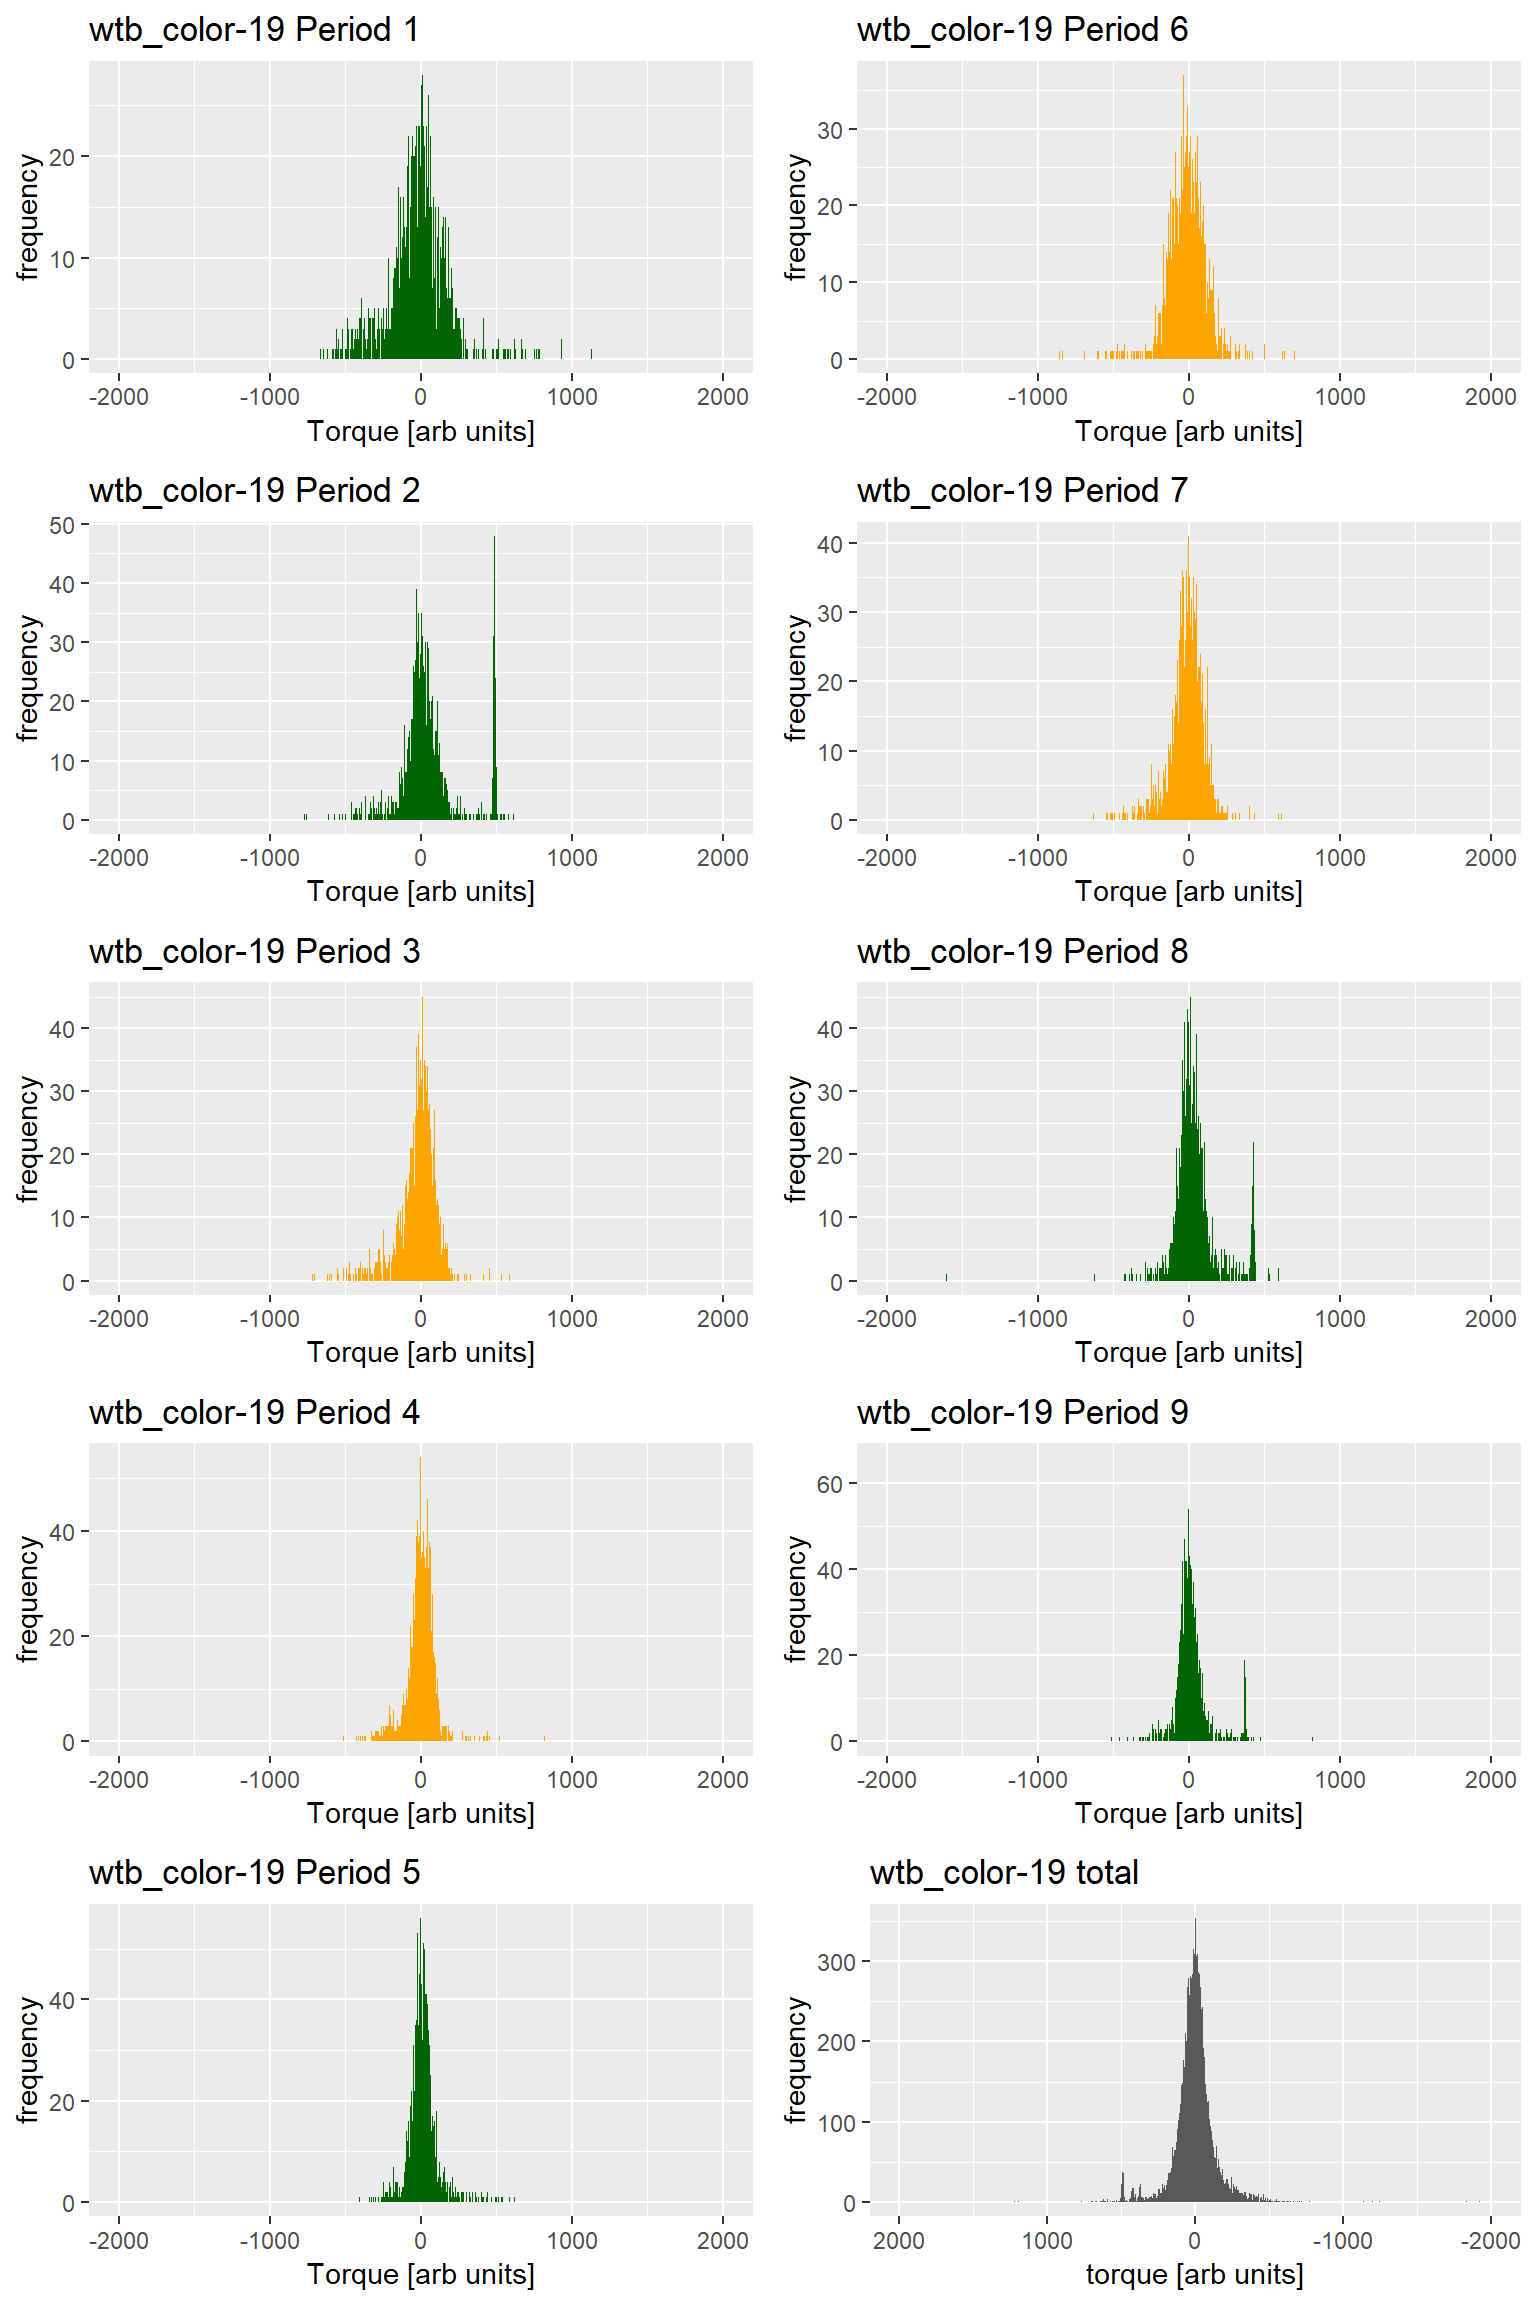 wtb_color-19 Period 1
frequency
20
10
0
-2000 -1000 0 1000 2000
Torque [arb units]
wtb_color-19 Period 6
frequency
30
20
10
0
-2000 -1000 0 1000 2000
Torque [arb units]
wtb_color-19 Period 2
frequency
50
40
30
20
10
0
-2000 -1000 0 1000 2000
Torque [arb units]
wtb_color-19 Period 7
frequency
40
30
20
10
0
-2000 -1000 0 1000 2000
Torque [arb units]
wtb_color-19 Period 3
frequency
40
30
20
10
0
-2000 -1000 0 1000 2000
Torque [arb units]
wtb_color-19 Period 8
frequency
40
30
20
10
0
-2000 -1000 0 1000 2000
Torque [arb units]
wtb_color-19 Period 4
frequency
40
20
0
-2000 -1000 0 1000 2000
Torque [arb units]
wtb_color-19 Period 9
frequency
60
40
20
0
-2000 -1000 0 1000 2000
Torque [arb units]
wtb_color-19 Period 5
frequency
40
20
0
-2000 -1000 0 1000 2000
Torque [arb units]
wtb_color-19 total
frequency
300
200
100
0
2000 1000 0 -1000 -2000
torque [arb units]